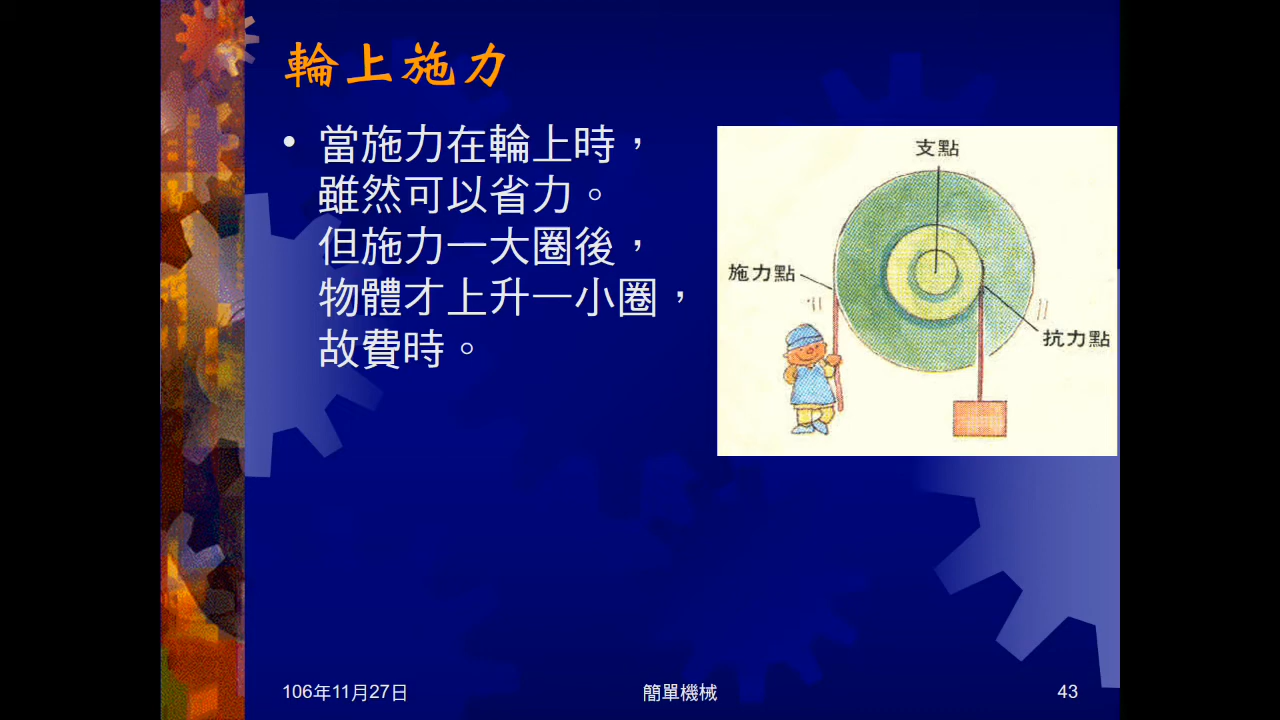 輪上施力
• 當施力在輪上時，
雖然可以省力。
但施力一大圈後，
物體才上升一小圈，
故費時。
支點
施力點
抗力點
106年11月27日
簡單機械
43